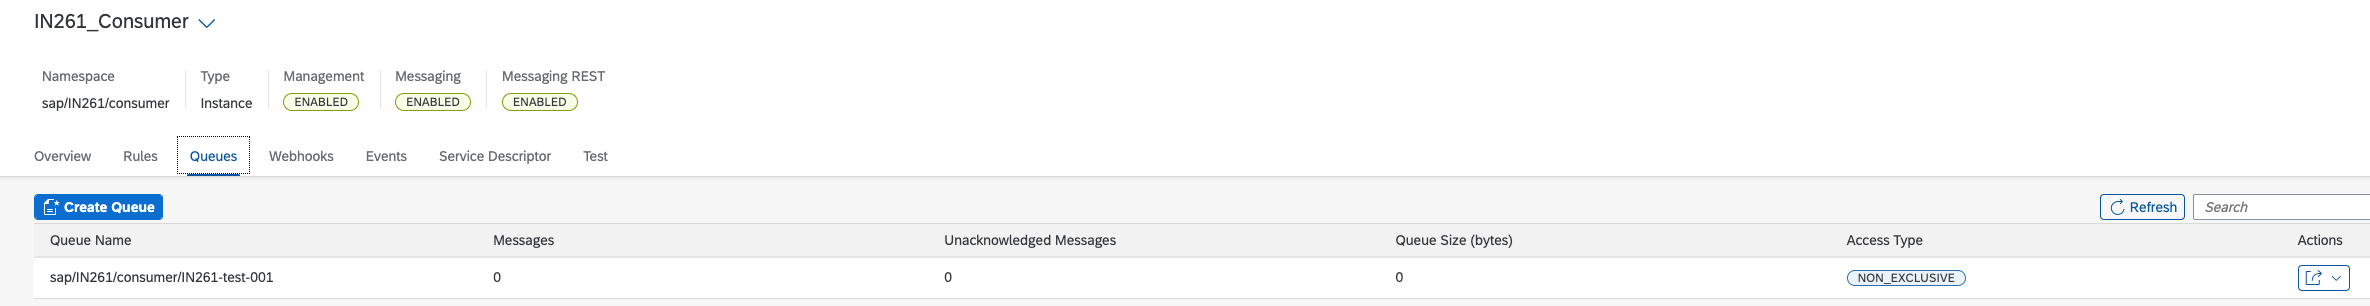 IN261_Consumer
Namespace Type Management Messaging Messaging REST
sap/IN261/consumer Instance ENABLED ENABLED ENABLED
Overview Rules Queues Webhooks Events Service Descriptor Test
Create Queue Refresh Search
Queue Name Messages Unacknowledged Messages Queue Size (bytes) Access Type Actions
sap/IN261/consumer/IN261-test-001 0 0 0 NON_EXCLUSIVE